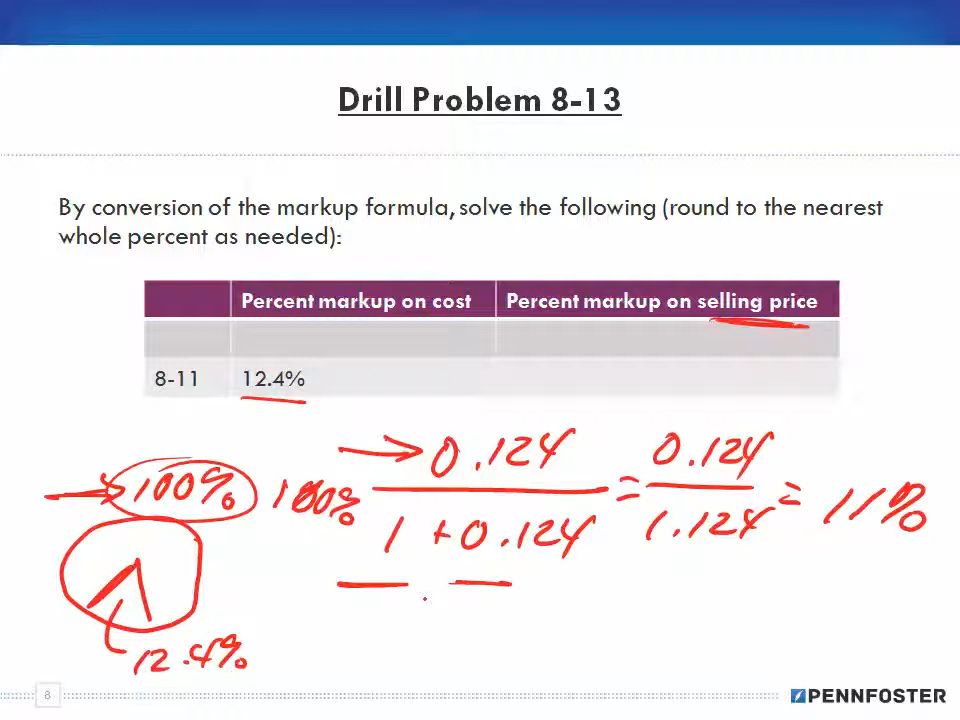 Drill Problem 8-13
By conversion of the markup formula, solve the following (round to the nearest
whole percent as needed):
Percent markup on cost Percent markup on selling price
8-11 12.4%
0.124 0.124
100% 100% = = 11%
1 + 0.124 1.124
12.4%
8 PENNFOSTER